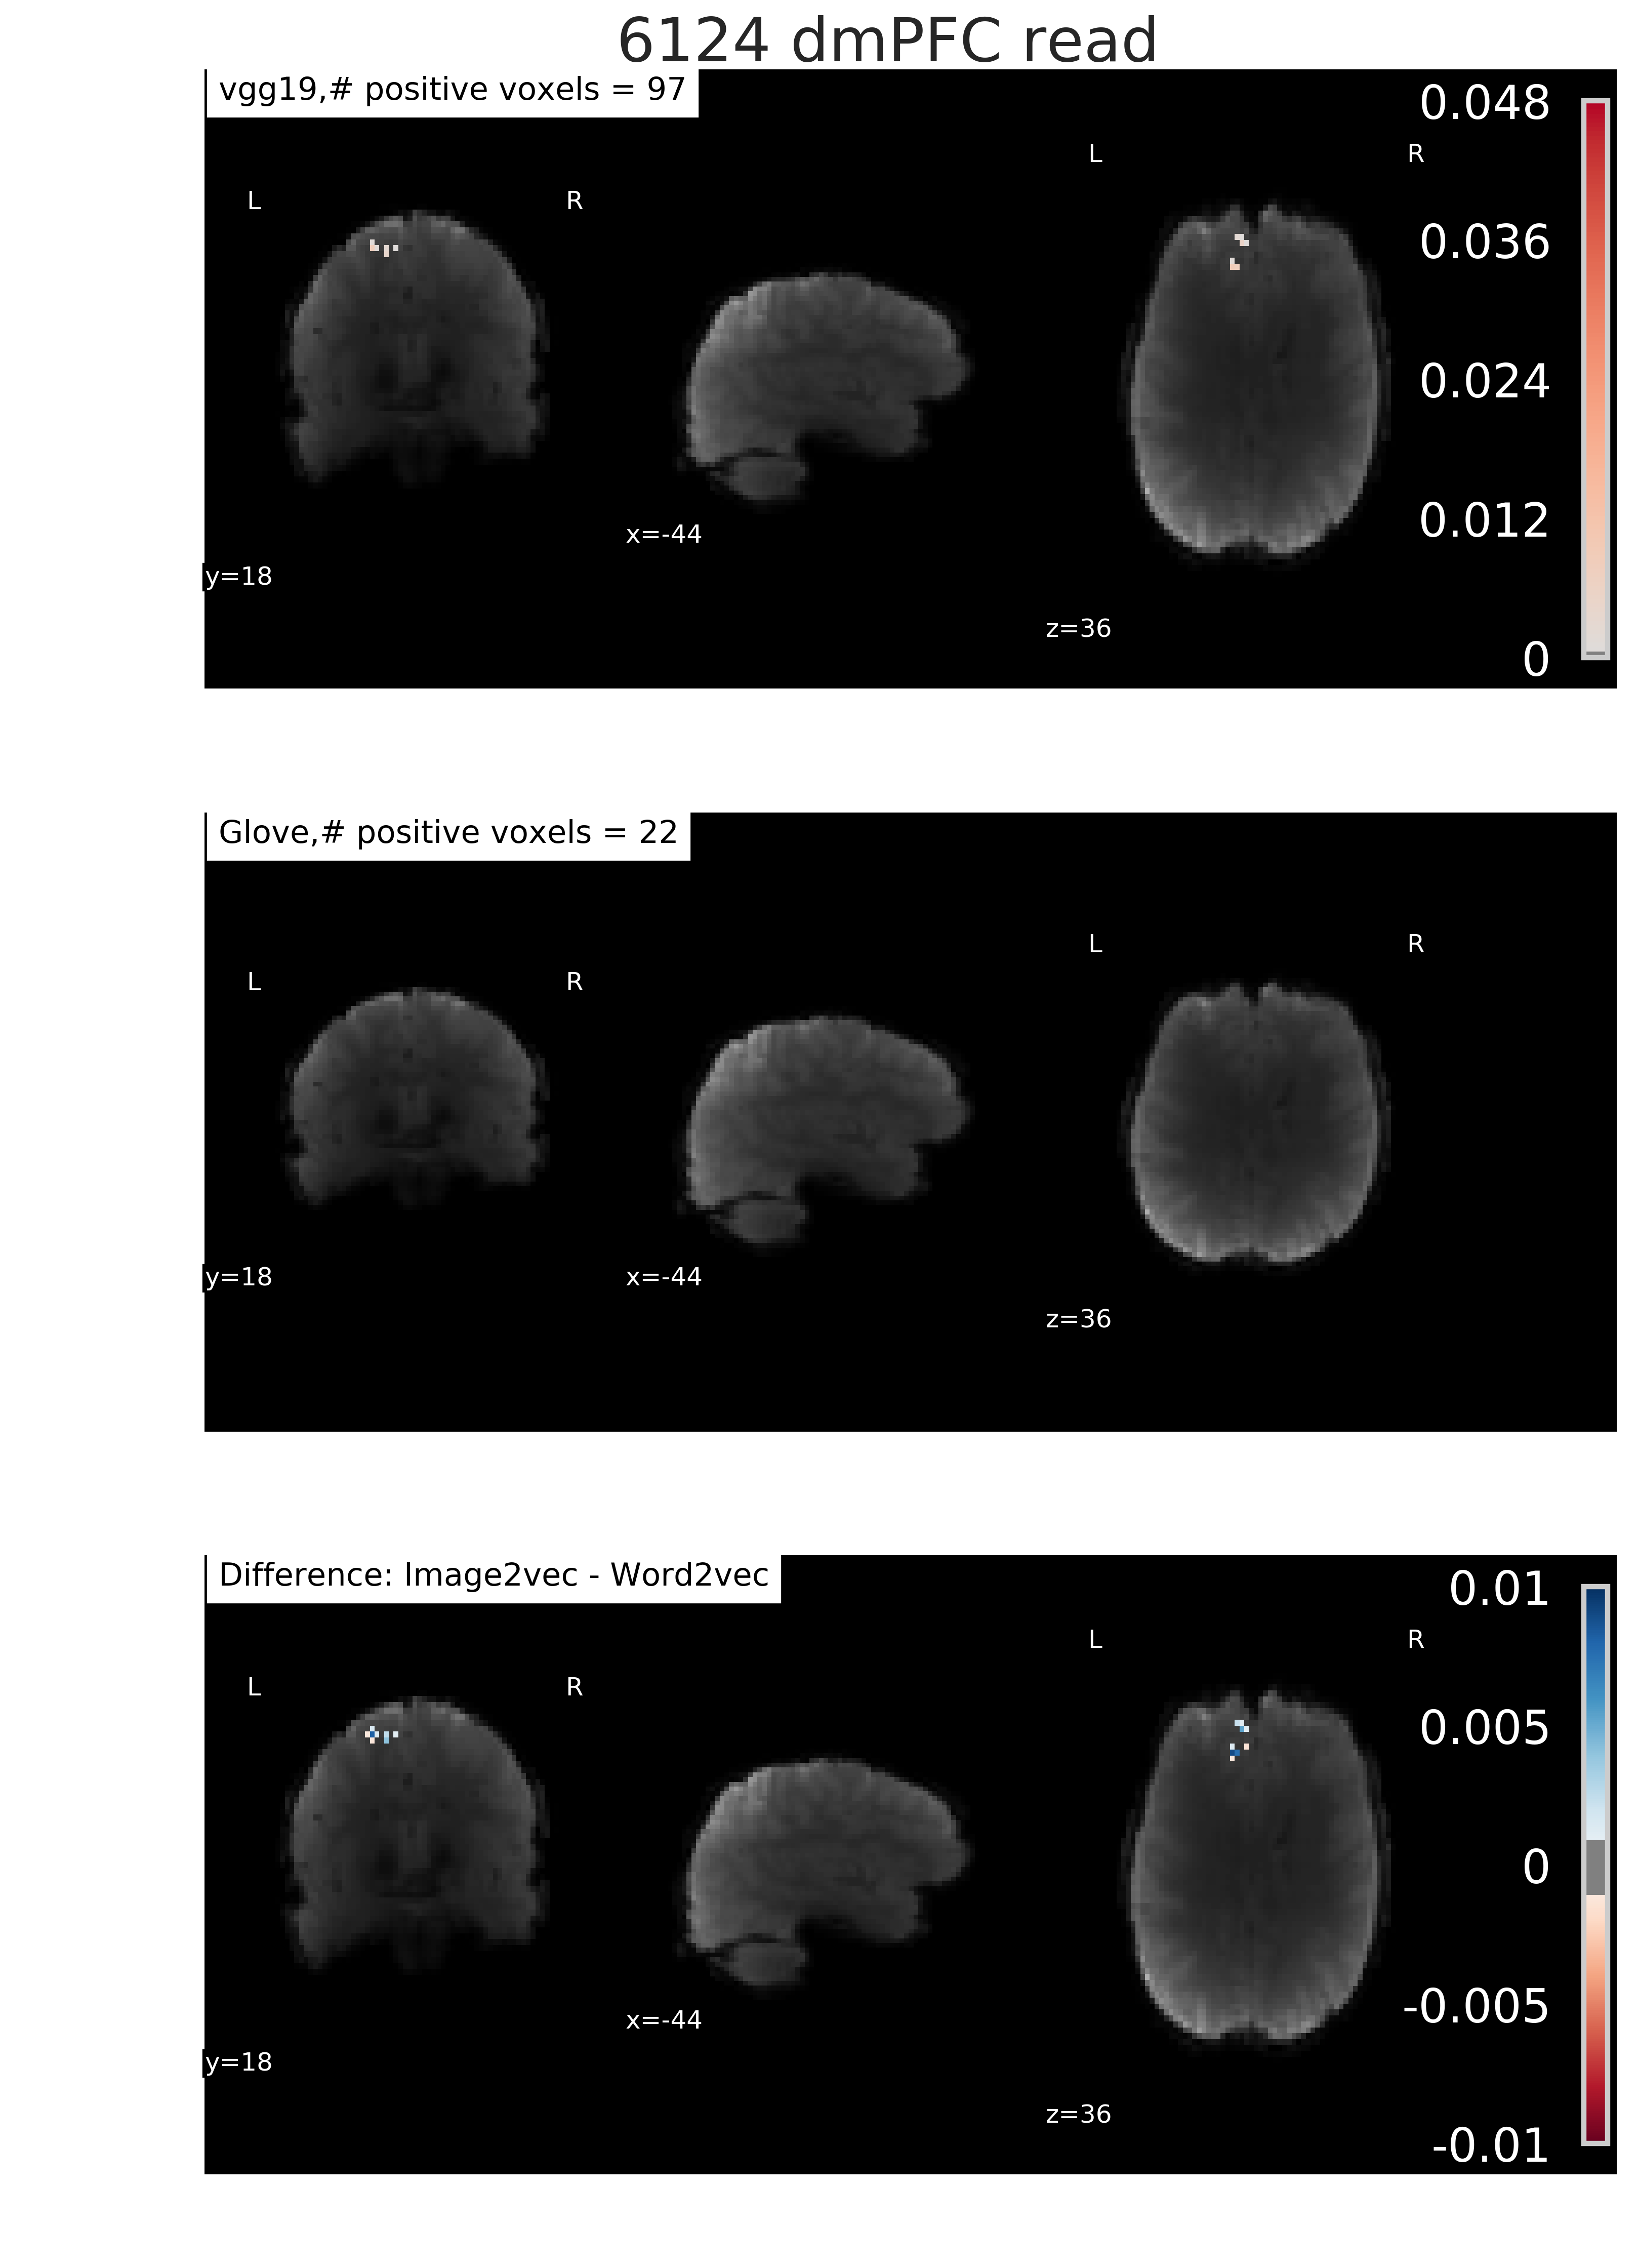 6124 dmPFC read
vgg19,# positive voxels = 97
0.048
L R
L R
0.036
0.024
0.012
x=-44
y=18
z=36
0
Glove,# positive voxels = 22
L R
L R
y=18
x=-44
z=36
Difference: Image2vec - Word2vec
0.01
L R
L R
0.005
0
-0.005
x=-44
y=18
z=36
-0.01